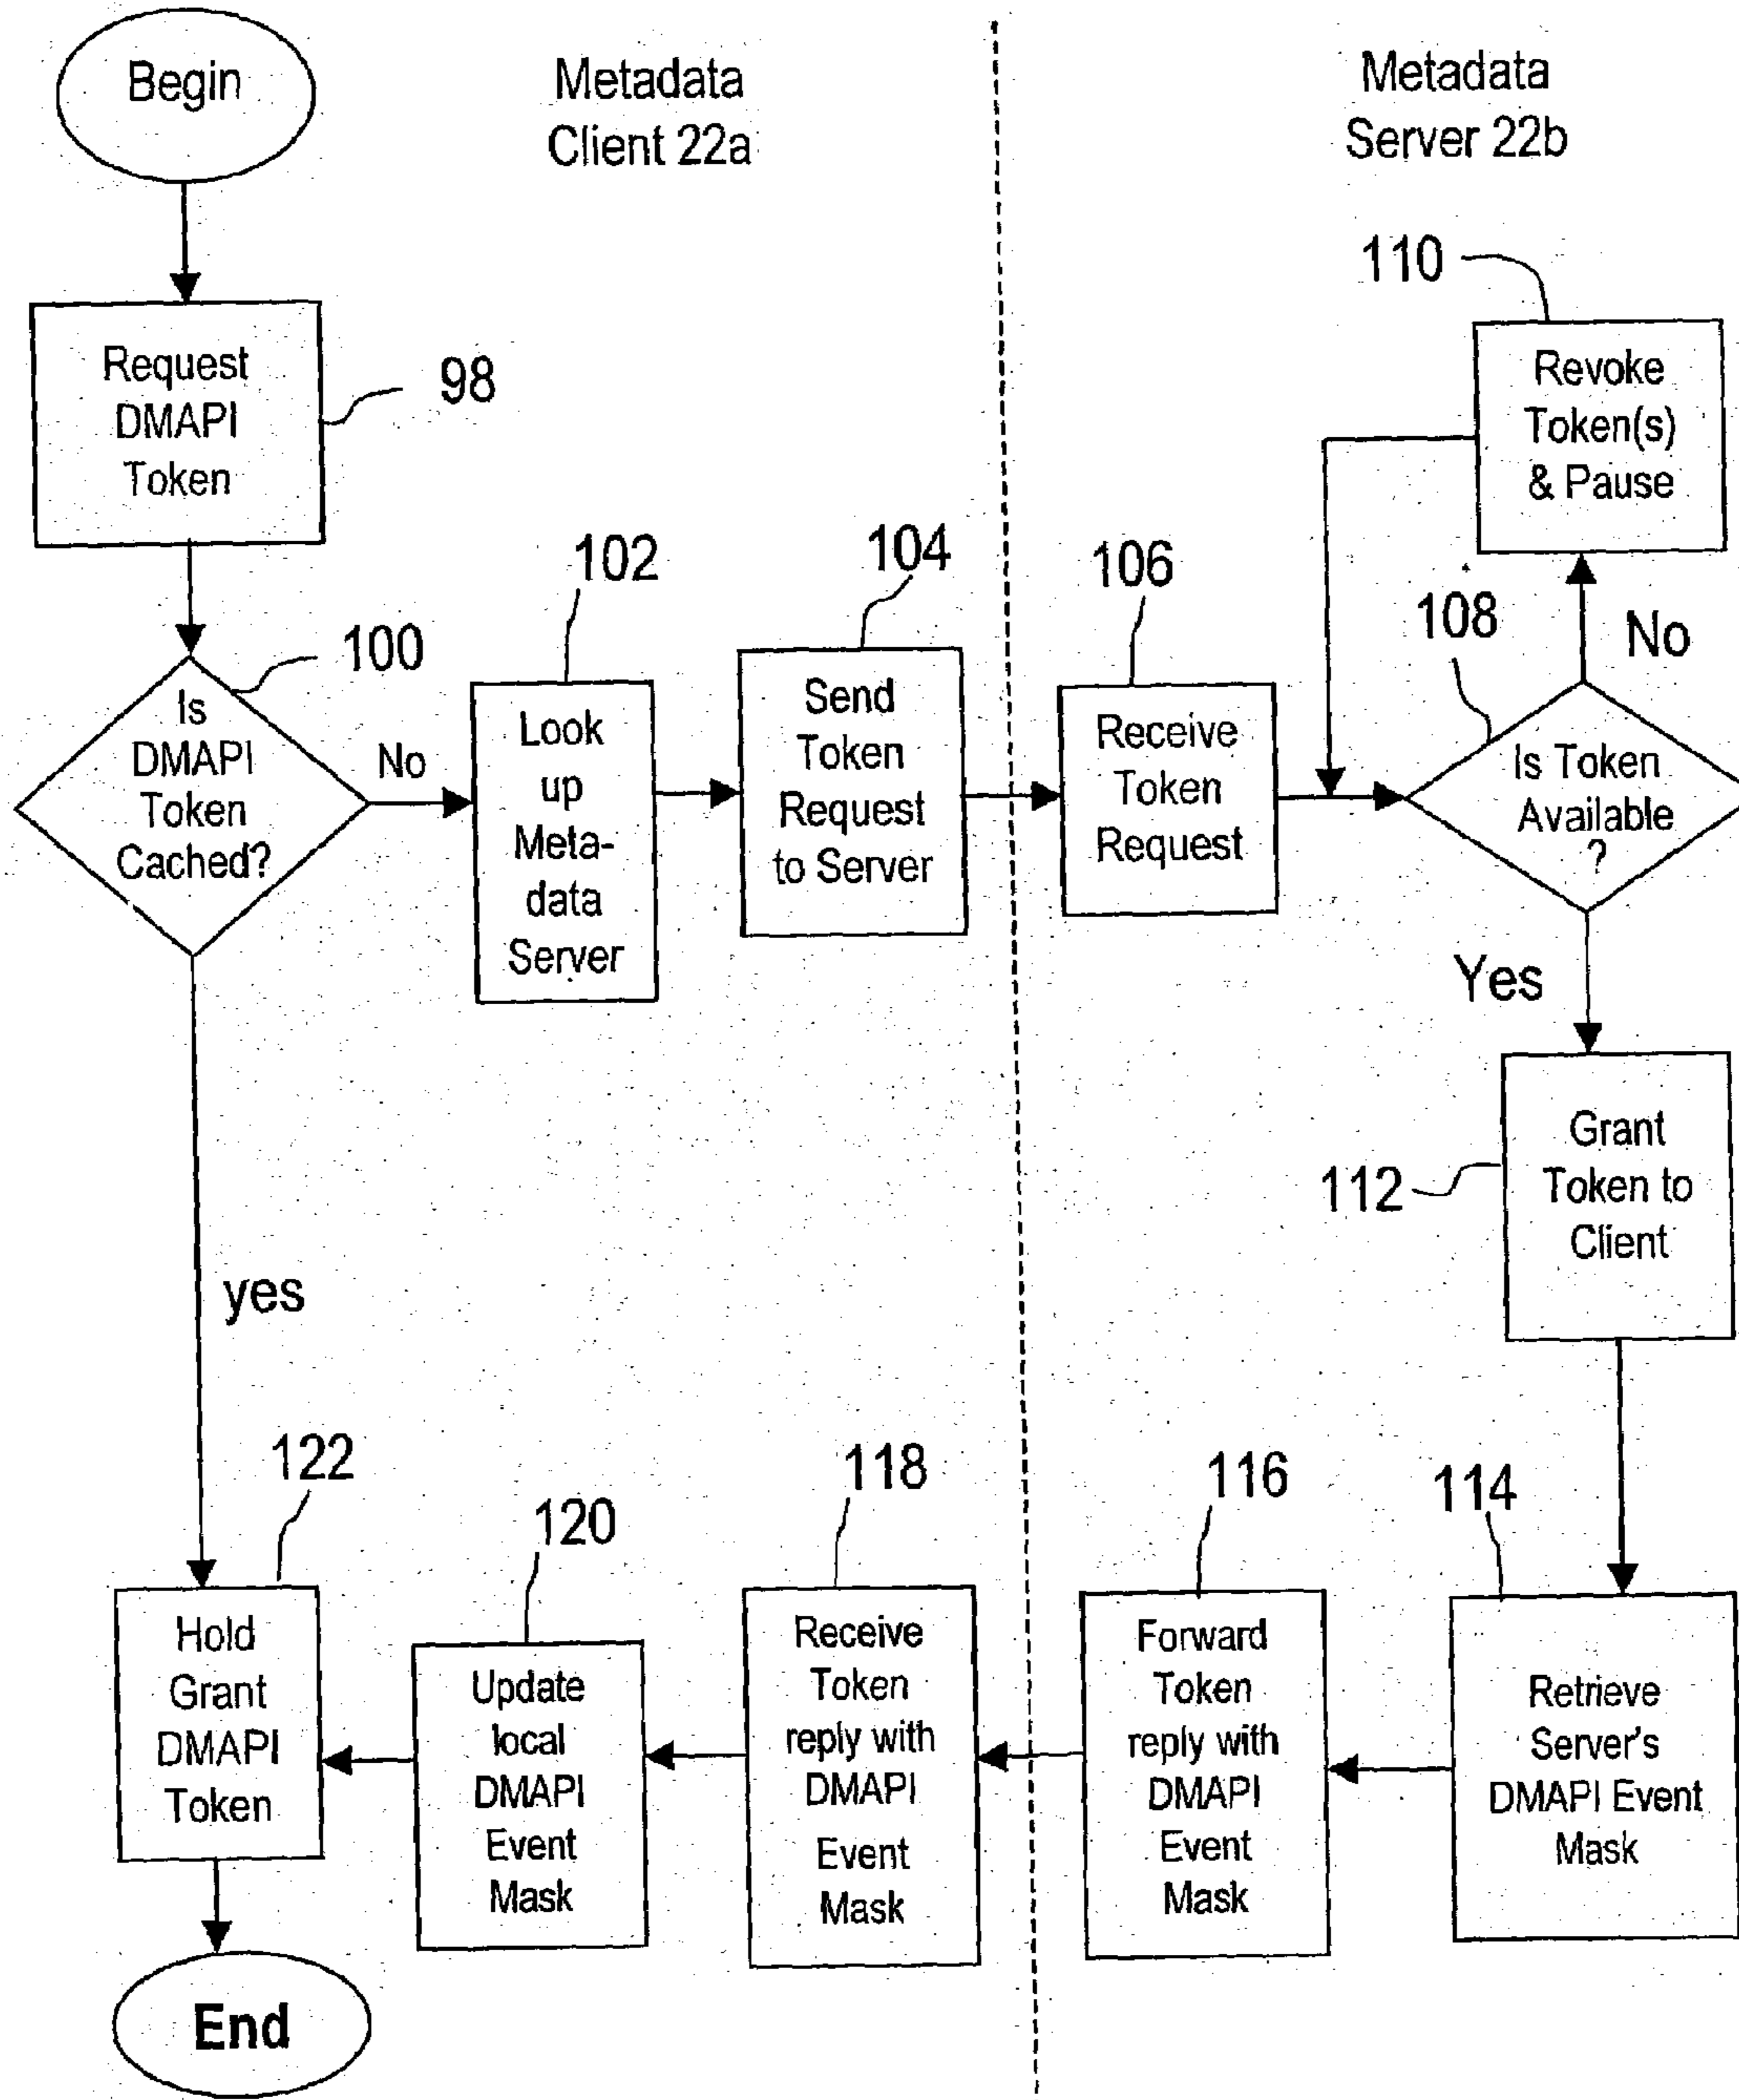 Begin
Metadata
Client 22a
Metadata
Server 22b
Request
DMAPI
Token
98
110
Revoke
Token(s)
& Pause
100
Is
DMAPI
Token
Cached?
No
102
Look
up
Meta-
data
Server
104
Send
Token
Request
to Server
106
Receive
Token
Request
108
No
Is Token
Available
?
Yes
112
Grant
Token to
Client
yes
122
Hold
Grant
DMAPI
Token
120
Update
local
DMAPI
Event
Mask
118
Receive
Token
reply with
DMAPI
Event
Mask
116
Forward
Token
reply with
DMAPI
Event
Mask
114
Retrieve
Server's
DMAPI Event
Mask
End